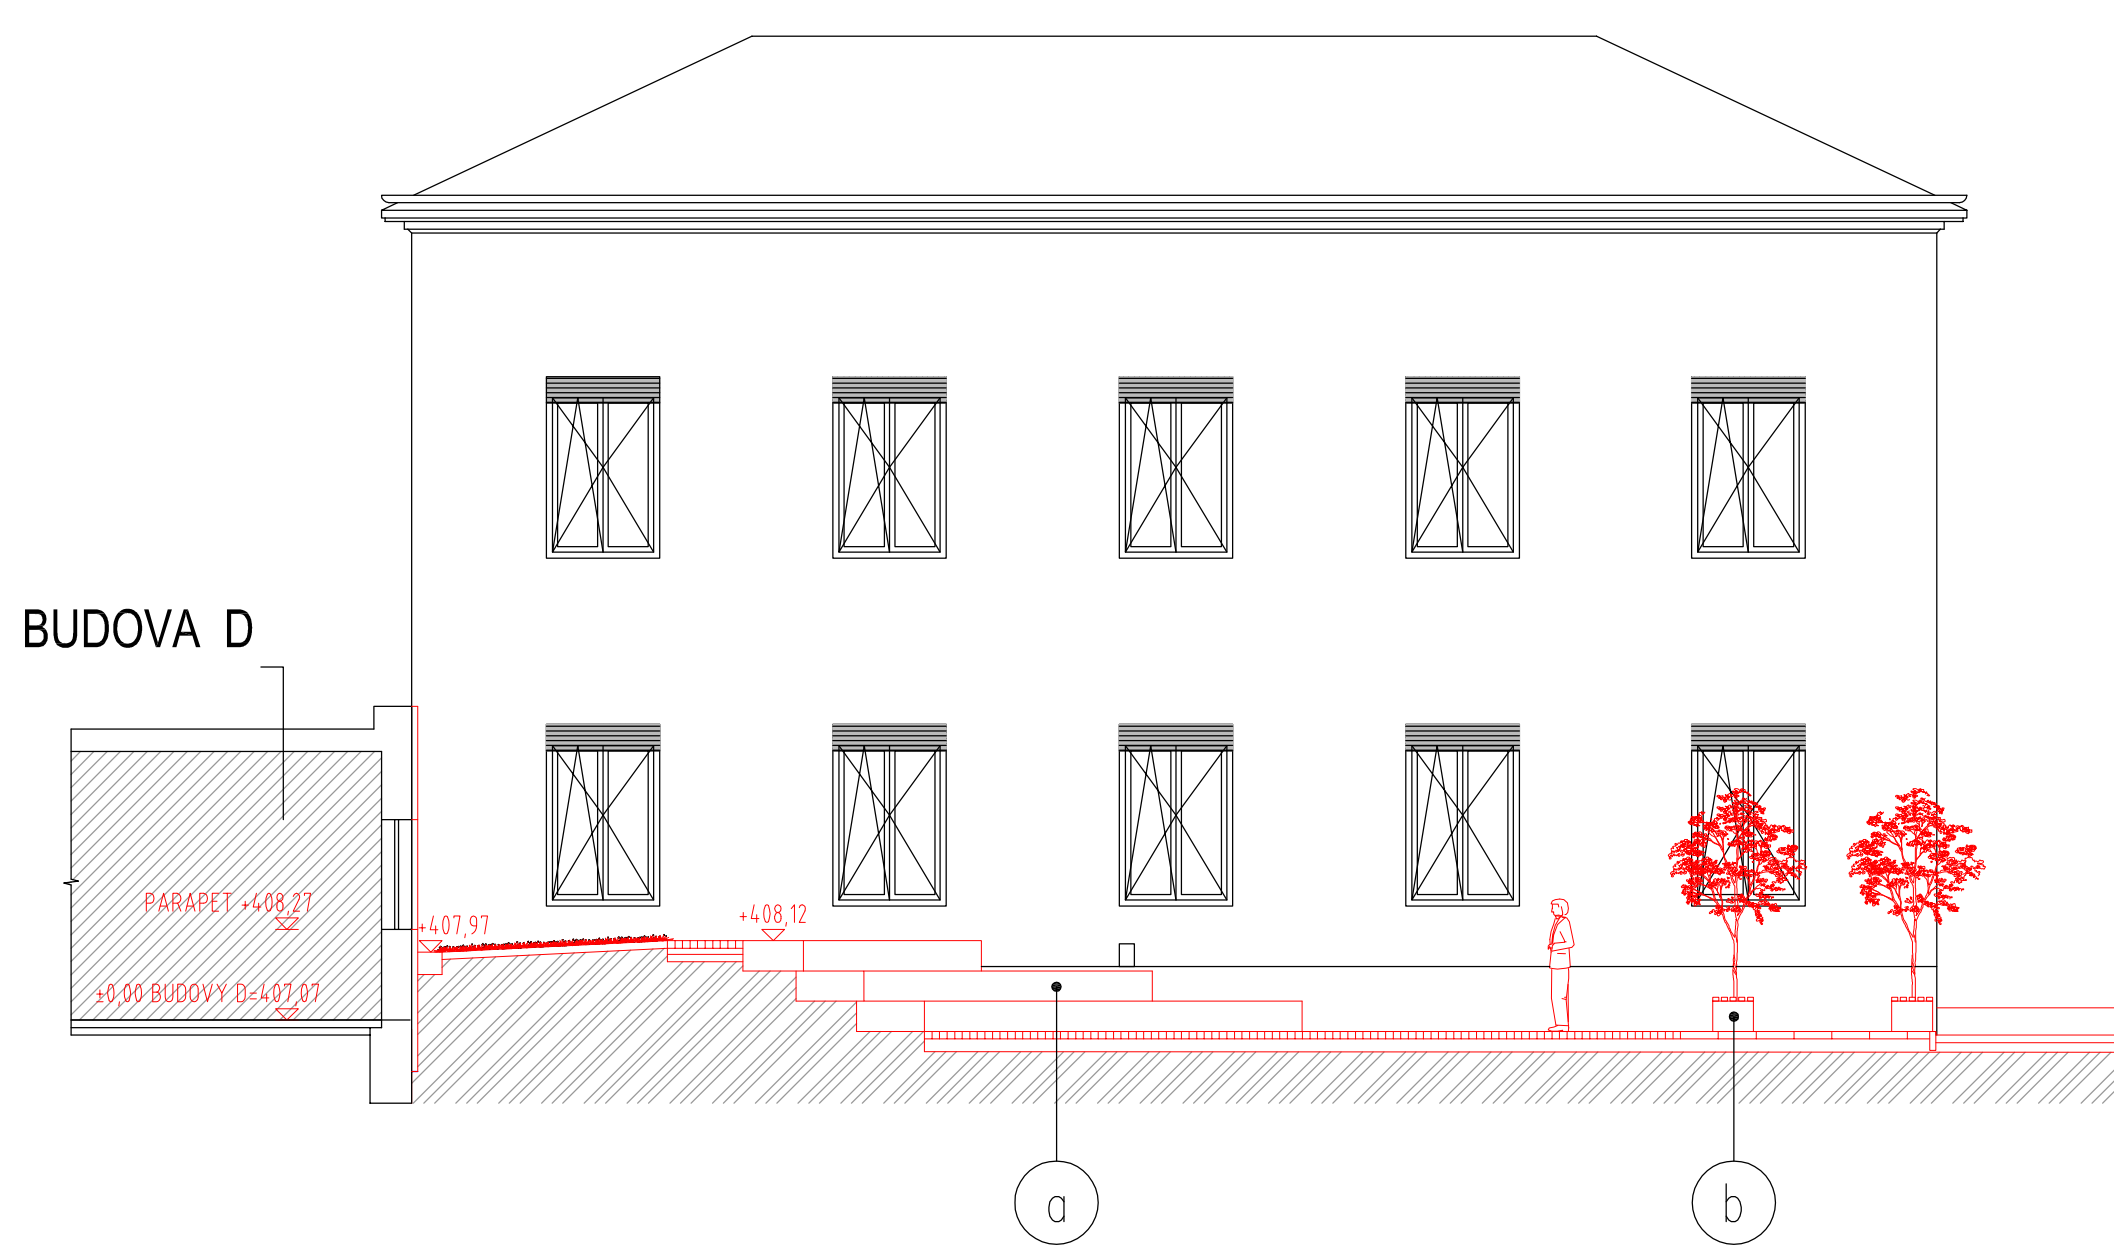 BUDOVA D
PARAPET +408,27
+407,97
+408,12
±0,00 BUDOVY D=407,07
a
b